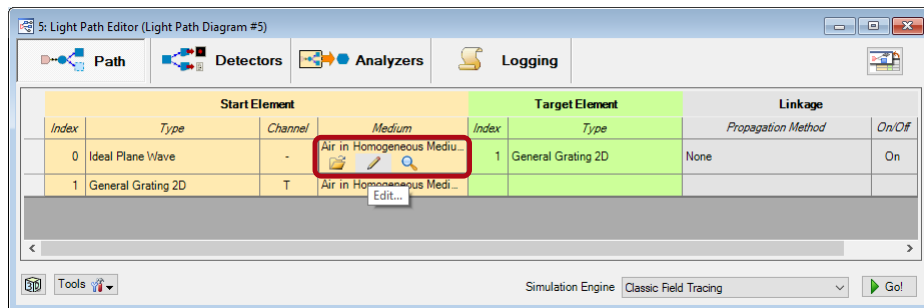 5: Light Path Editor (Light Path Diagram #5)
Path Detectors Analyzers Logging
Start Element Target Element Linkage
Index Type Channel Medium Index Type Propagation Method On/Off
0 Ideal Plane Wave - Air in Homogeneous Mediu... 1 General Grating 2D None On
1 General Grating 2D T Air in Homogeneous Medi...
Edit...
3D Tools Simulation Engine Classic Field Tracing Go!